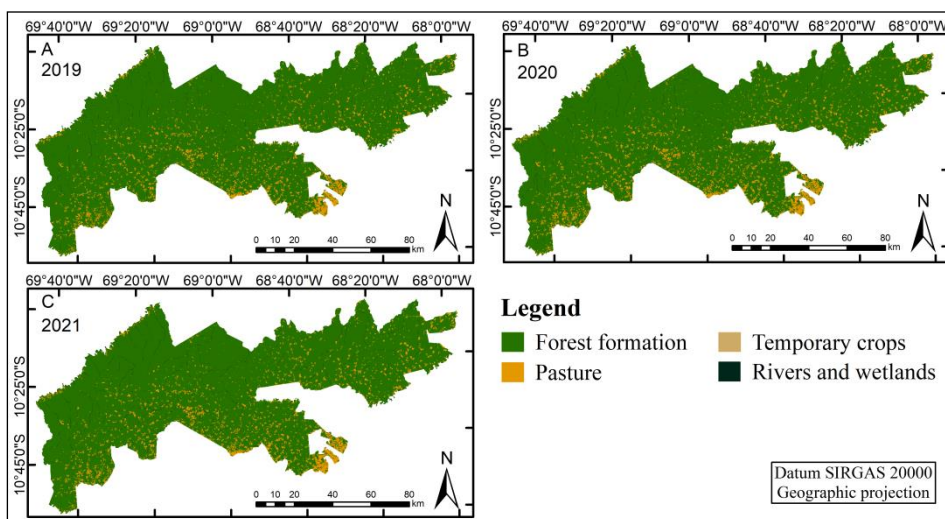 69°40'0"W 69°20'0"W 69°0'0"W 68°40'0"W 68°20'0"W 68°0'0"W
A
2019
10°25'0"S
10°45'0"S
N
0 10 20 40 60 80
km
69°40'0"W 69°20'0"W 69°0'0"W 68°40'0"W 68°20'0"W 68°0'0"W
B
2020
10°25'0"S
10°45'0"S
N
0 10 20 40 60 80
km
69°40'0"W 69°20'0"W 69°0'0"W 68°40'0"W 68°20'0"W 68°0'0"W
C
2021
10°25'0"S
10°45'0"S
N
0 10 20 40 60 80
km
Legend
Forest formation
Temporary crops
Pasture
Rivers and wetlands
Datum SIRGAS 20000
Geographic projection